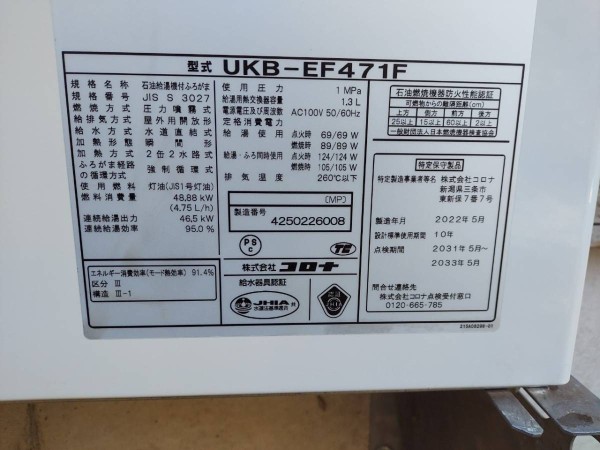 型式 UKB-EF471F
規格名称 石油給湯機付ふろがま
規格番号 JIS S 3027
燃焼方式 圧力噴霧式
給排気方式 屋外用開放形
給水方式 水道直結式
加熱形態 瞬間形
加熱方式 2缶2水路式
ふろがま経路の循環方式 強制循環式
使用燃料 灯油(JIS1号灯油)
燃料消費量 48.88 kW
(4.75 L/h)
連続給湯出力 46.5 kW
連続給湯効率 95.0 %
エネルギー消費効率(モード熱効率) 91.4%
区分 Ⅲ
構造 Ⅲ-1
使用圧力 1 MPa
給湯用熱交換器容量 1.3 L
電源電圧及び周波数 AC100V 50/60Hz
定格消費電力
給湯使用 点火時 69/69 W
燃焼時 89/89 W
給湯・ふろ同時使用 点火時 124/124 W
燃焼時 105/105 W
排気温度 260℃以下
[MP]
製造番号 4250226008
PS C
株式会社 コロナ
給水器具認証
JHIA
石油燃焼機器防火性能認証
可燃物からの離隔距離(cm)
上方 側方 前方 後方
25以上 15以上 60以上 2以上
一般財団法人日本燃焼機器検査協会
特定保守製品
特定製造事業者等名 株式会社コロナ
新潟県三条市
東新保7番7号
製造年月 2022年5月
設計標準使用期間 10年
点検期間 2031年5月~
2033年5月
問合せ連絡先
株式会社コロナ点検受付窓口
0120-665-785